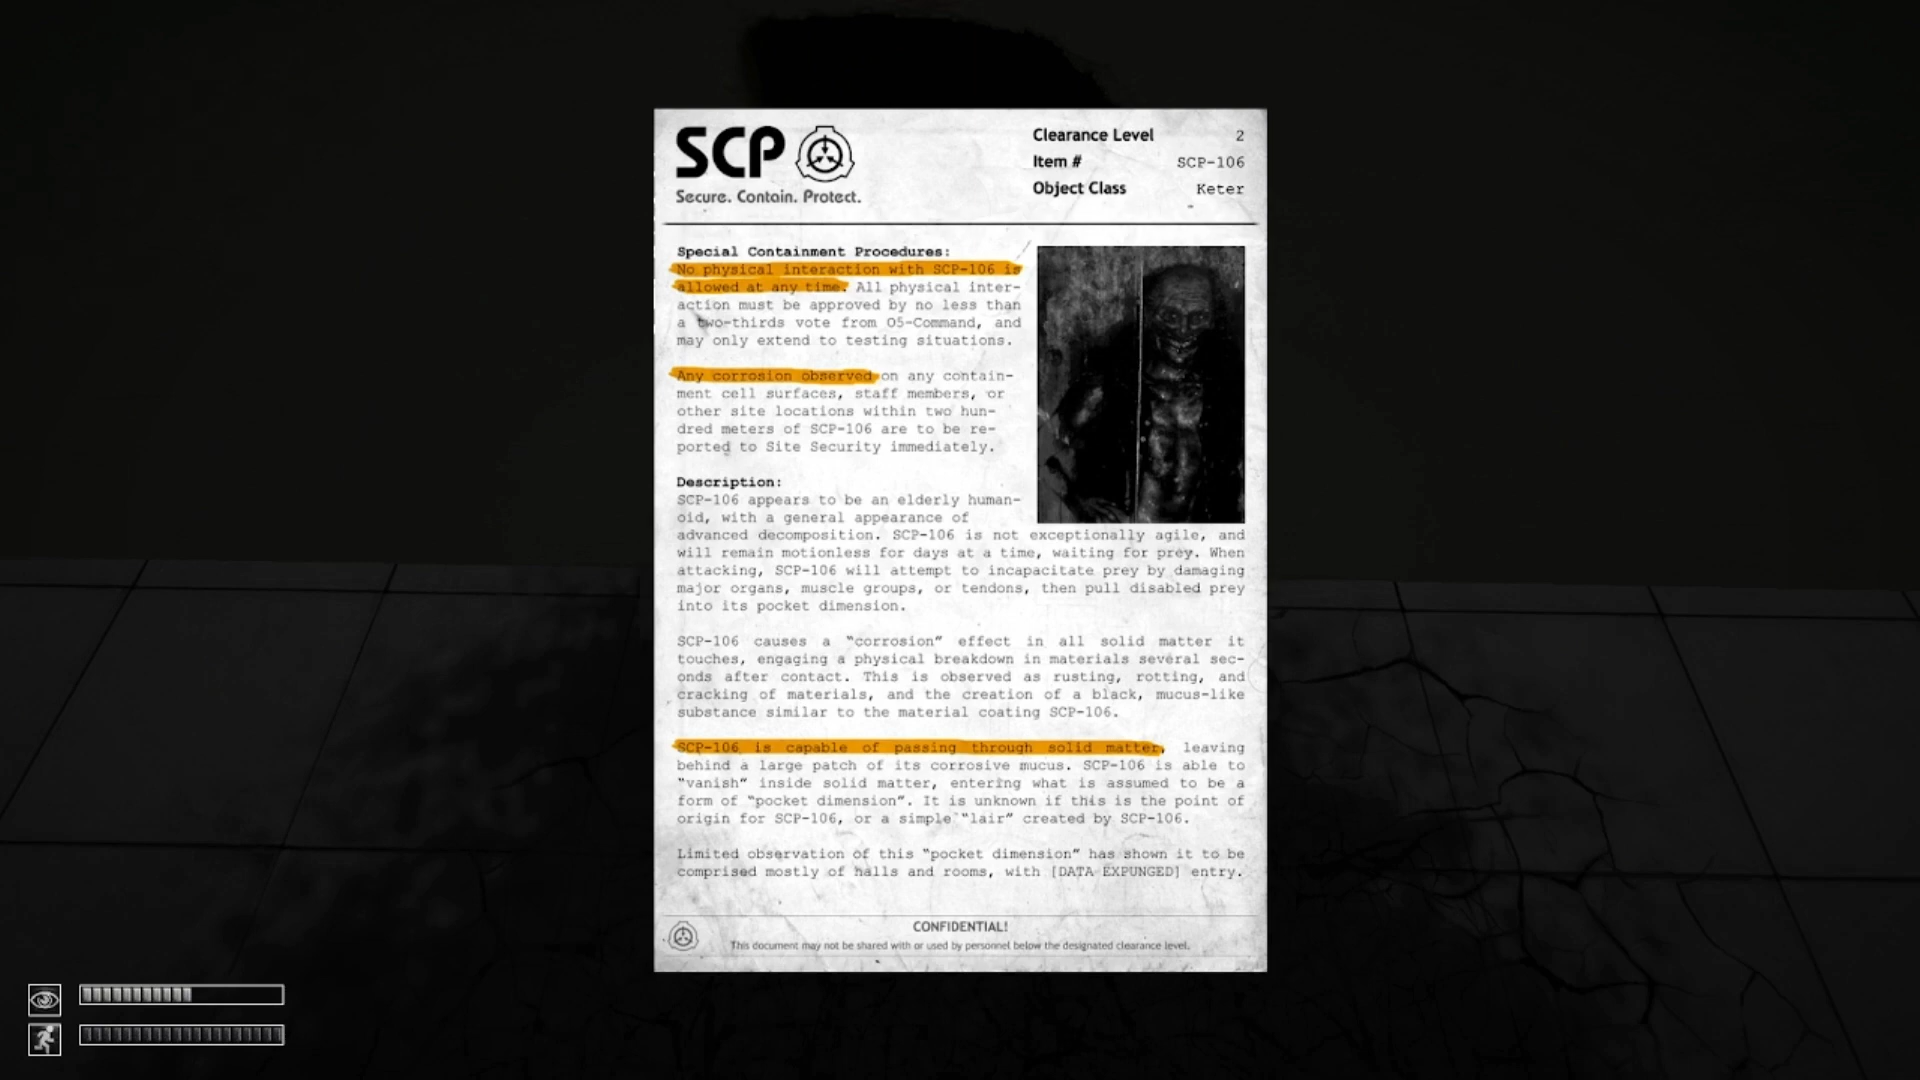 SCP
Secure. Contain. Protect.
Clearance Level 2
Item # SCP-106
Object Class Keter
Special Containment Procedures:
No physical interaction with SCP-106 is
allowed at any time. All physical inter-
action must be approved by no less than
a two-thirds vote from O5-Command, and
may only extend to testing situations.
Any corrosion observed on any contain-
ment cell surfaces, staff members, or
other site locations within two hun-
dred meters of SCP-106 are to be re-
ported to Site Security immediately.
Description:
SCP-106 appears to be an elderly human-
oid, with a general appearance of
advanced decomposition. SCP-106 is not exceptionally agile, and
will remain motionless for days at a time, waiting for prey. When
attacking, SCP-106 will attempt to incapacitate prey by damaging
major organs, muscle groups, or tendons, then pull disabled prey
into its pocket dimension.
SCP-106 causes a “corrosion” effect in all solid matter it
touches, engaging a physical breakdown in materials several sec-
onds after contact. This is observed as rusting, rotting, and
cracking of materials, and the creation of a black, mucus-like
substance similar to the material coating SCP-106.
SCP-106 is capable of passing through solid matter, leaving
behind a large patch of its corrosive mucus. SCP-106 is able to
“vanish” inside solid matter, entering what is assumed to be a
form of “pocket dimension”. It is unknown if this is the point of
origin for SCP-106, or a simple “lair” created by SCP-106.
Limited observation of this “pocket dimension” has shown it to be
comprised mostly of halls and rooms, with [DATA EXPUNGED] entry.
CONFIDENTIAL!
This document may not be shared with or used by personnel below the designated clearance level.